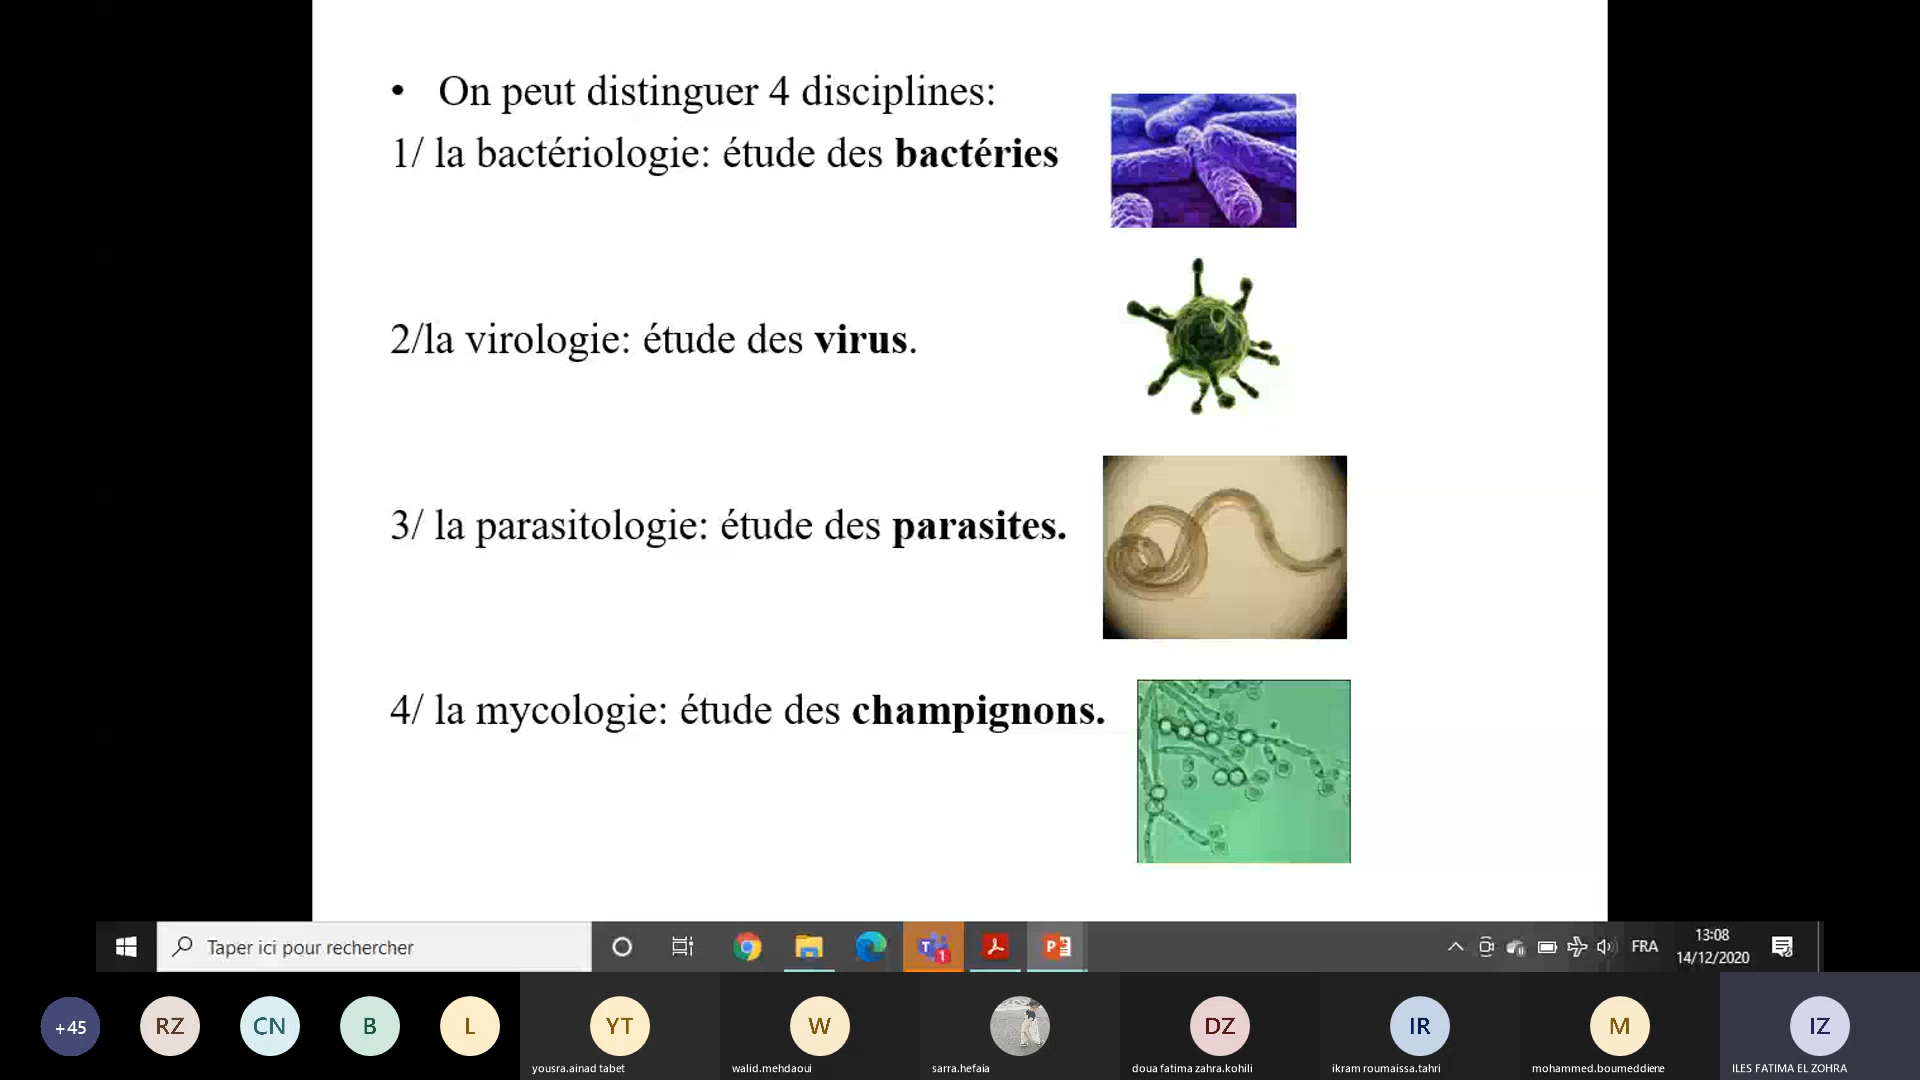 • On peut distinguer 4 disciplines:
1/ la bactériologie: étude des bactéries
2/la virologie: étude des virus.
3/ la parasitologie: étude des parasites.
4/ la mycologie: étude des champignons.
Taper ici pour rechercher
T
1
P
FRA
13:08
14/12/2020
+45
RZ
CN
B
L
YT
W
DZ
IR
M
IZ
yousra.ainad tabet
walid.mehdaoui
sarra.hefaia
doua fatima zahra.kohili
ikram roumaissa.tahri
mohammed.boumeddiene
ILES FATIMA EL ZOHRA